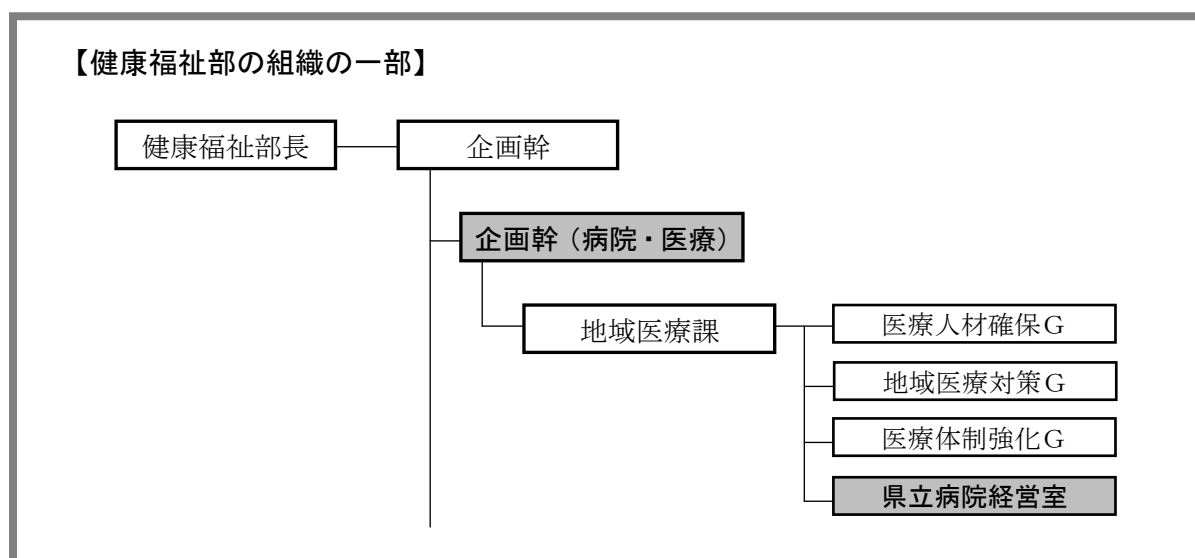 【健康福祉部の組織の一部】
健康福祉部長
企画幹
企画幹（病院・医療）
地域医療課
医療人材確保Ｇ
地域医療対策Ｇ
医療体制強化Ｇ
県立病院経営室